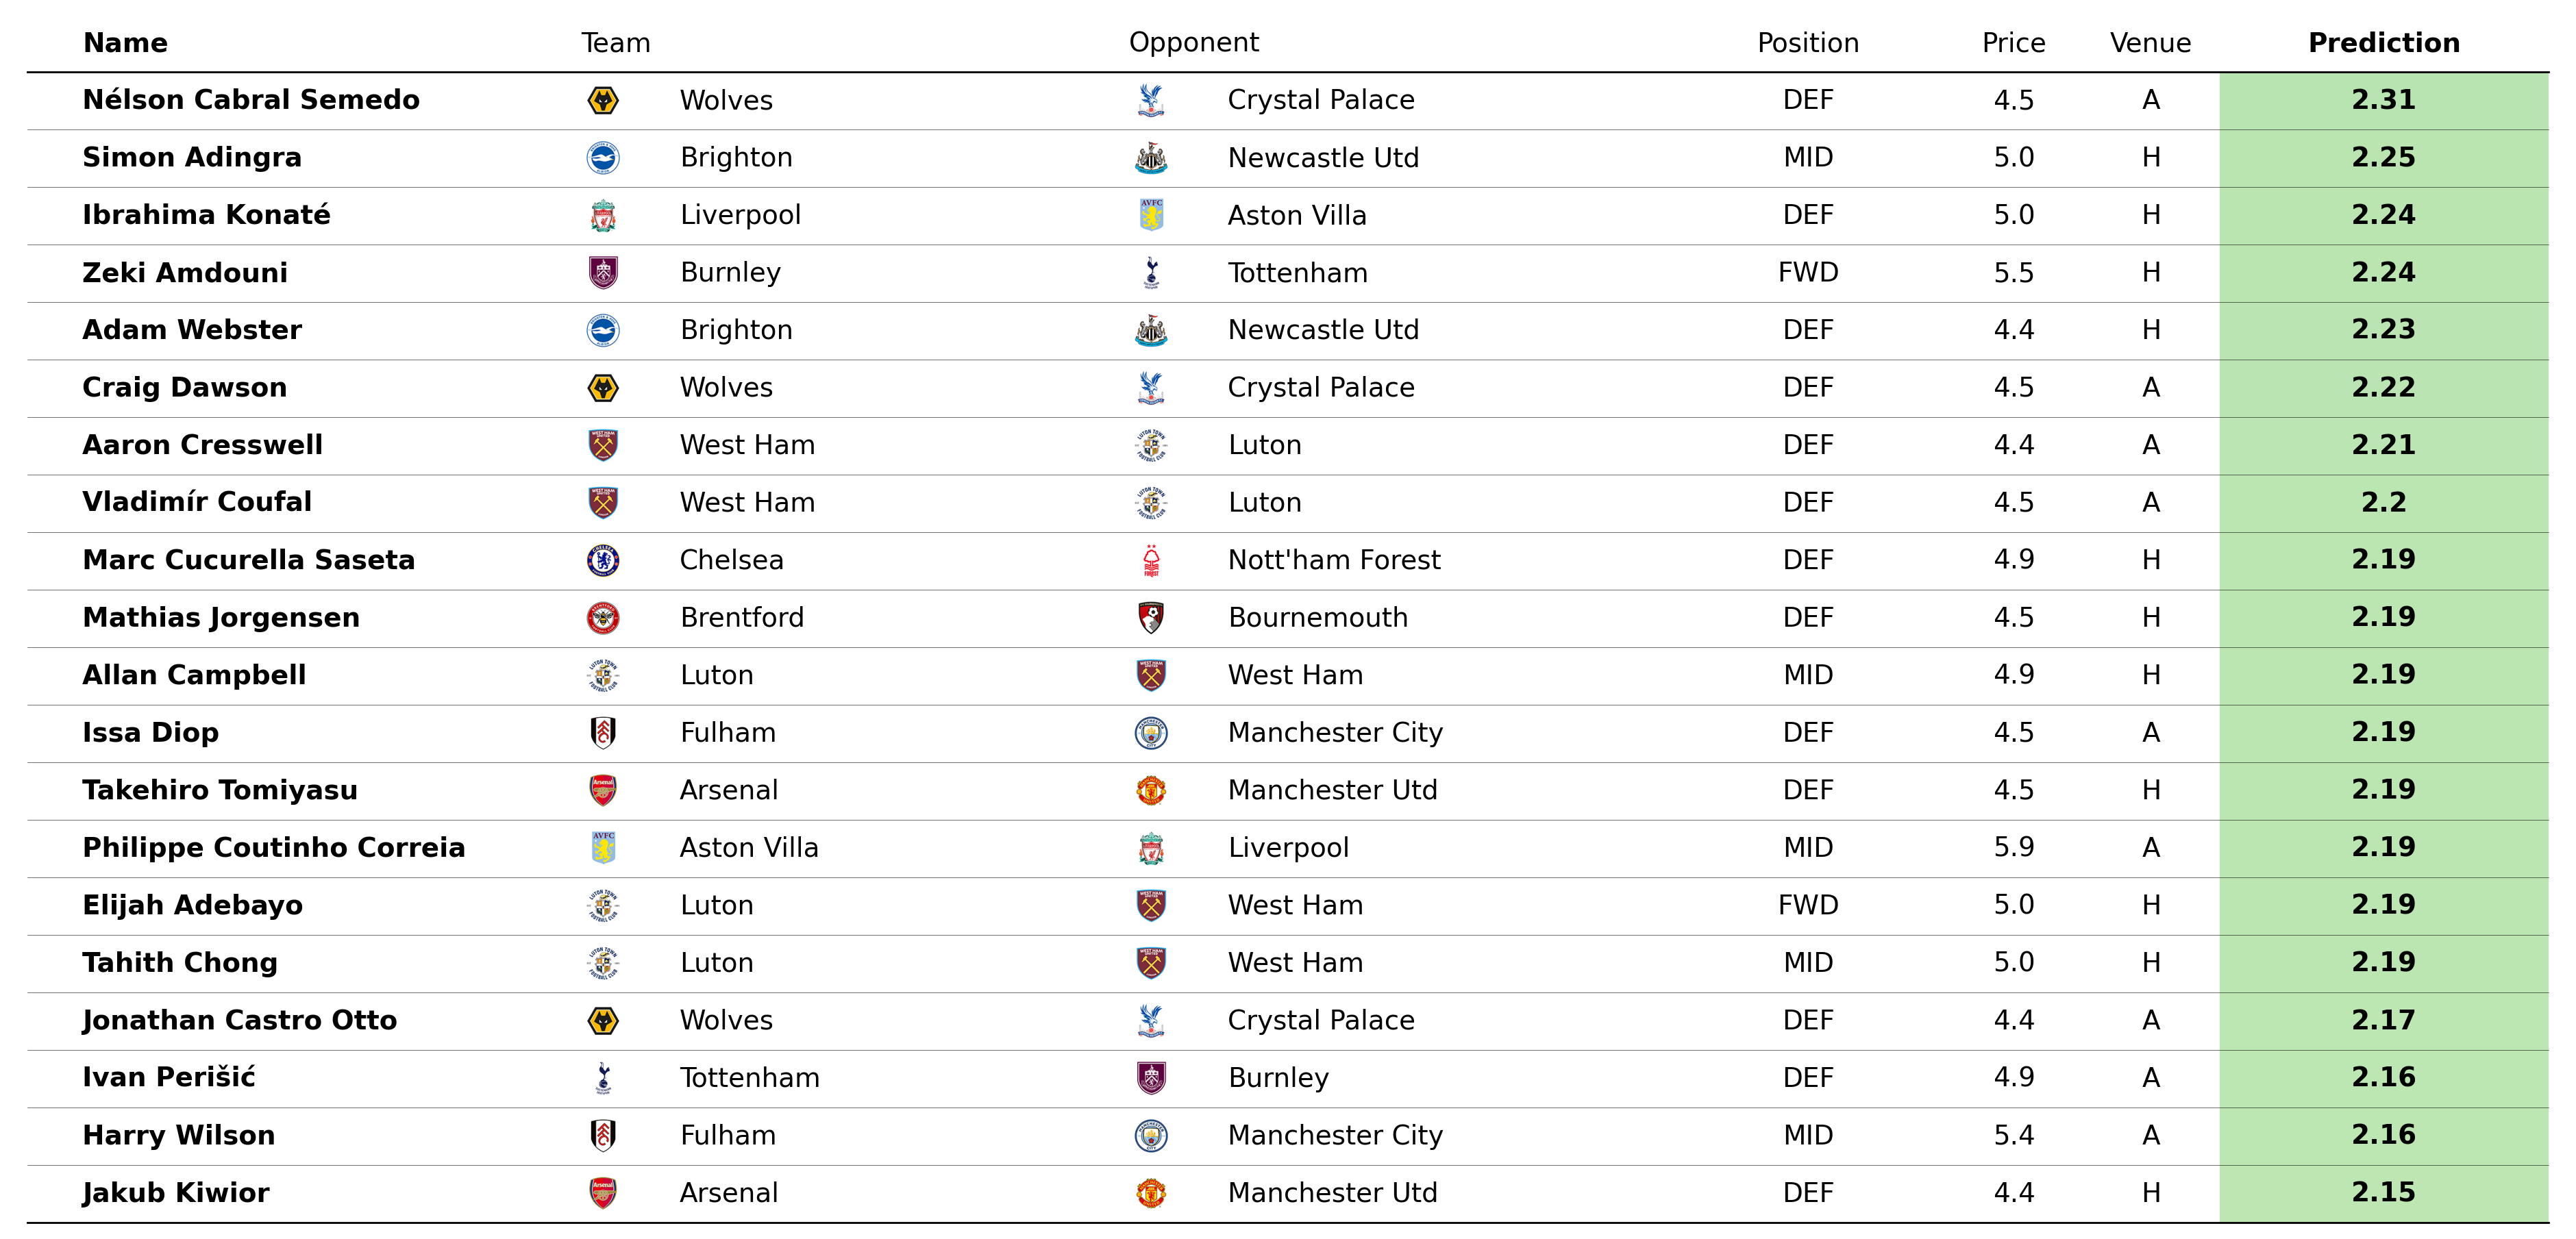 Name Team Opponent Position Price Venue Prediction
Nélson Cabral Semedo Wolves Crystal Palace DEF 4.5 A 2.31
Simon Adingra Brighton Newcastle Utd MID 5.0 H 2.25
Ibrahima Konaté Liverpool Aston Villa DEF 5.0 H 2.24
Zeki Amdouni Burnley Tottenham FWD 5.5 H 2.24
Adam Webster Brighton Newcastle Utd DEF 4.4 H 2.23
Craig Dawson Wolves Crystal Palace DEF 4.5 A 2.22
Aaron Cresswell West Ham Luton DEF 4.4 A 2.21
Vladimír Coufal West Ham Luton DEF 4.5 A 2.2
Marc Cucurella Saseta Chelsea Nott'ham Forest DEF 4.9 H 2.19
Mathias Jorgensen Brentford Bournemouth DEF 4.5 H 2.19
Allan Campbell Luton West Ham MID 4.9 H 2.19
Issa Diop Fulham Manchester City DEF 4.5 A 2.19
Takehiro Tomiyasu Arsenal Manchester Utd DEF 4.5 H 2.19
Philippe Coutinho Correia Aston Villa Liverpool MID 5.9 A 2.19
Elijah Adebayo Luton West Ham FWD 5.0 H 2.19
Tahith Chong Luton West Ham MID 5.0 H 2.19
Jonathan Castro Otto Wolves Crystal Palace DEF 4.4 A 2.17
Ivan Perišić Tottenham Burnley DEF 4.9 A 2.16
Harry Wilson Fulham Manchester City MID 5.4 A 2.16
Jakub Kiwior Arsenal Manchester Utd DEF 4.4 H 2.15